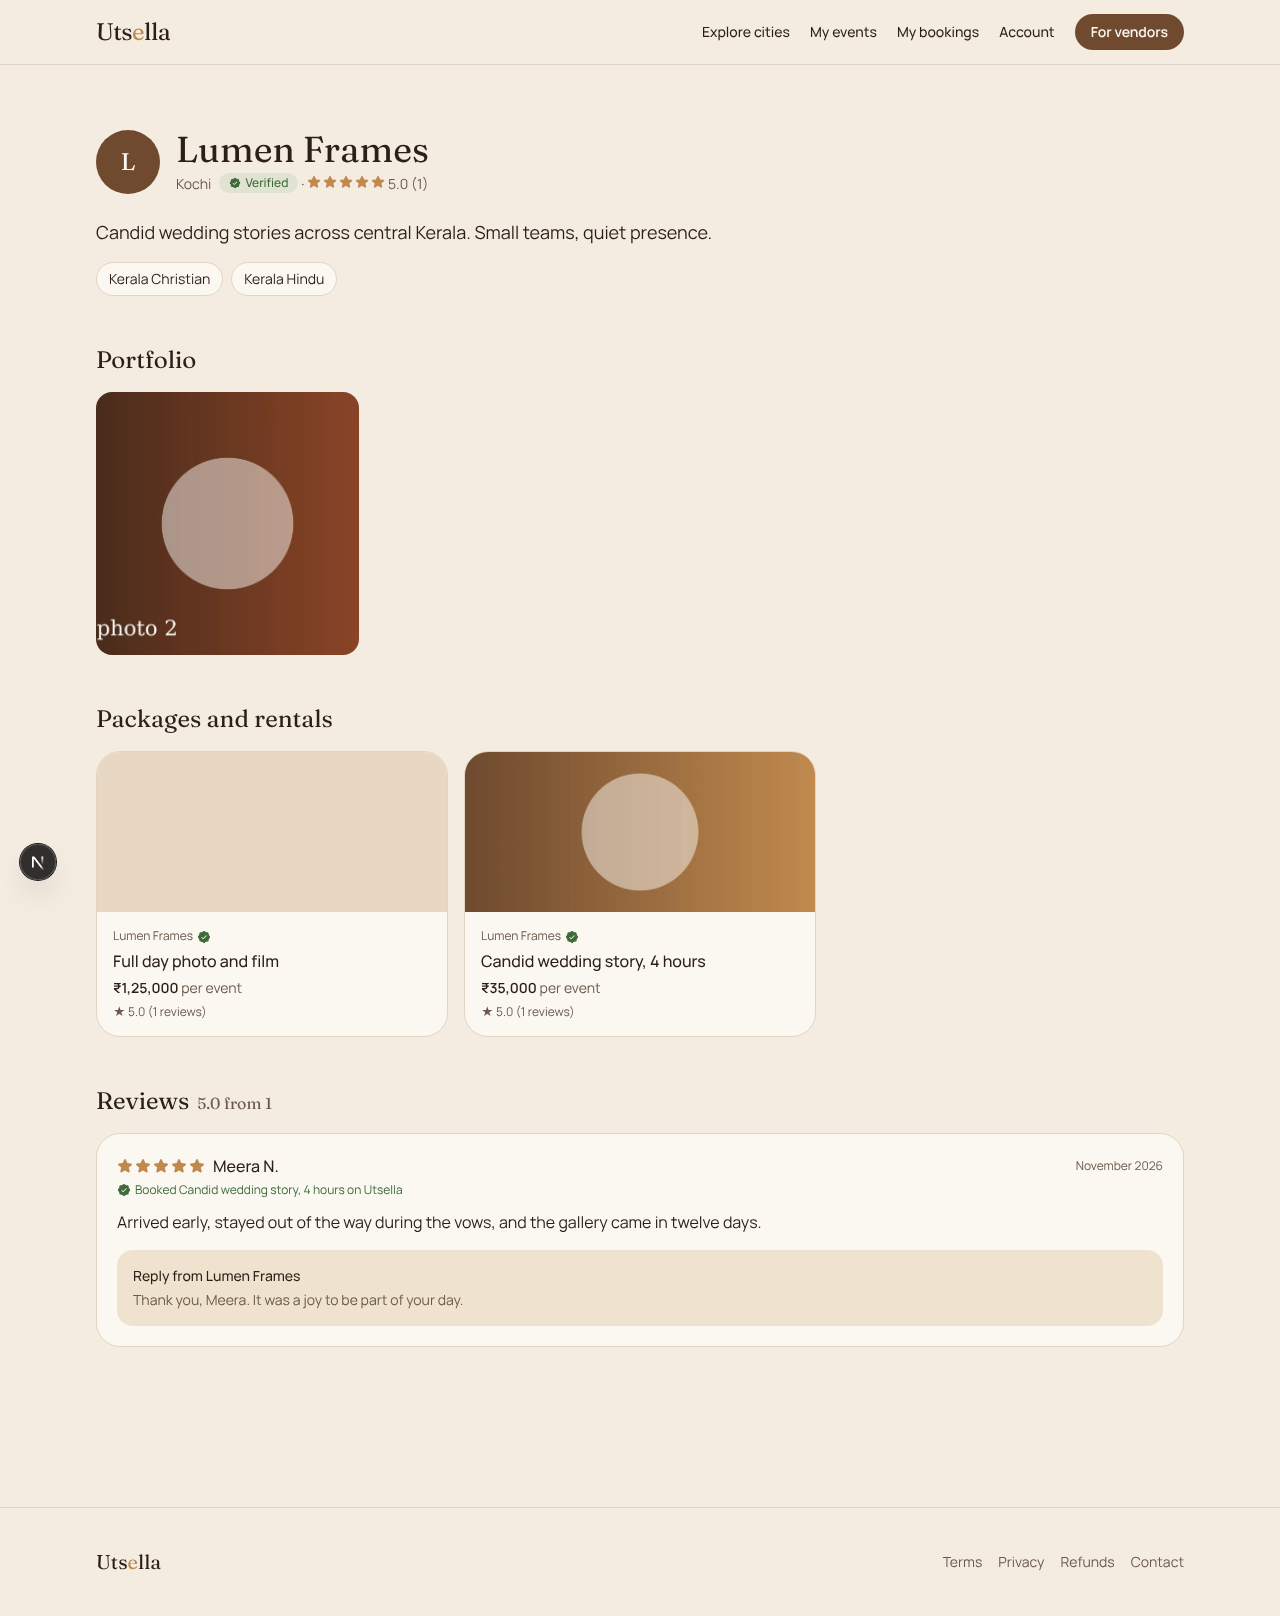 Utsella
Explore cities My events My bookings Account For vendors
L
Lumen Frames
Kochi Verified · ★★★★★ 5.0 (1)
Candid wedding stories across central Kerala. Small teams, quiet presence.
Kerala Christian Kerala Hindu
Portfolio
photo 2
Packages and rentals
Lumen Frames
Full day photo and film
₹1,25,000 per event
★ 5.0 (1 reviews)
Lumen Frames
Candid wedding story, 4 hours
₹35,000 per event
★ 5.0 (1 reviews)
N
Reviews 5.0 from 1
★★★★★ Meera N. November 2026
Booked Candid wedding story, 4 hours on Utsella
Arrived early, stayed out of the way during the vows, and the gallery came in twelve days.
Reply from Lumen Frames
Thank you, Meera. It was a joy to be part of your day.
Utsella
Terms Privacy Refunds Contact